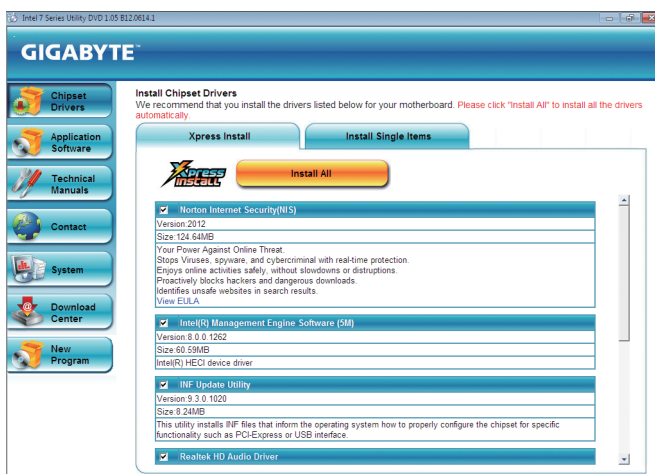 Intel 7 Series Utility DVD 1.05 B12.0614.1
GIGABYTE™
Chipset
Drivers
Application
Software
Technical
Manuals
Contact
System
Download
Center
New
Program
Install Chipset Drivers
We recommend that you install the drivers listed below for your motherboard. Please click "Install All" to install all the drivers
automatically.
Xpress Install
Install Single Items
Xpress
INSTALL
Install All
Norton Internet Security(NIS)
Version:2012
Size:124.64MB
Your Power Against Online Threat.
Stops Viruses, spyware, and cybercriminal with real-time protection.
Enjoys online activities safely, without slowdowns or distruptions.
Proactively blocks hackers and dangerous downloads.
Identifies unsafe websites in search results.
View EULA
Intel(R) Management Engine Software (5M)
Version:8.0.0.1262
Size:60.59MB
Intel(R) HECI device driver
INF Update Utility
Version:9.3.0.1020
Size:8.24MB
This utility installs INF files that inform the operating system how to properly configure the chipset for specific
functionality such as PCI-Express or USB interface.
Realtek HD Audio Driver